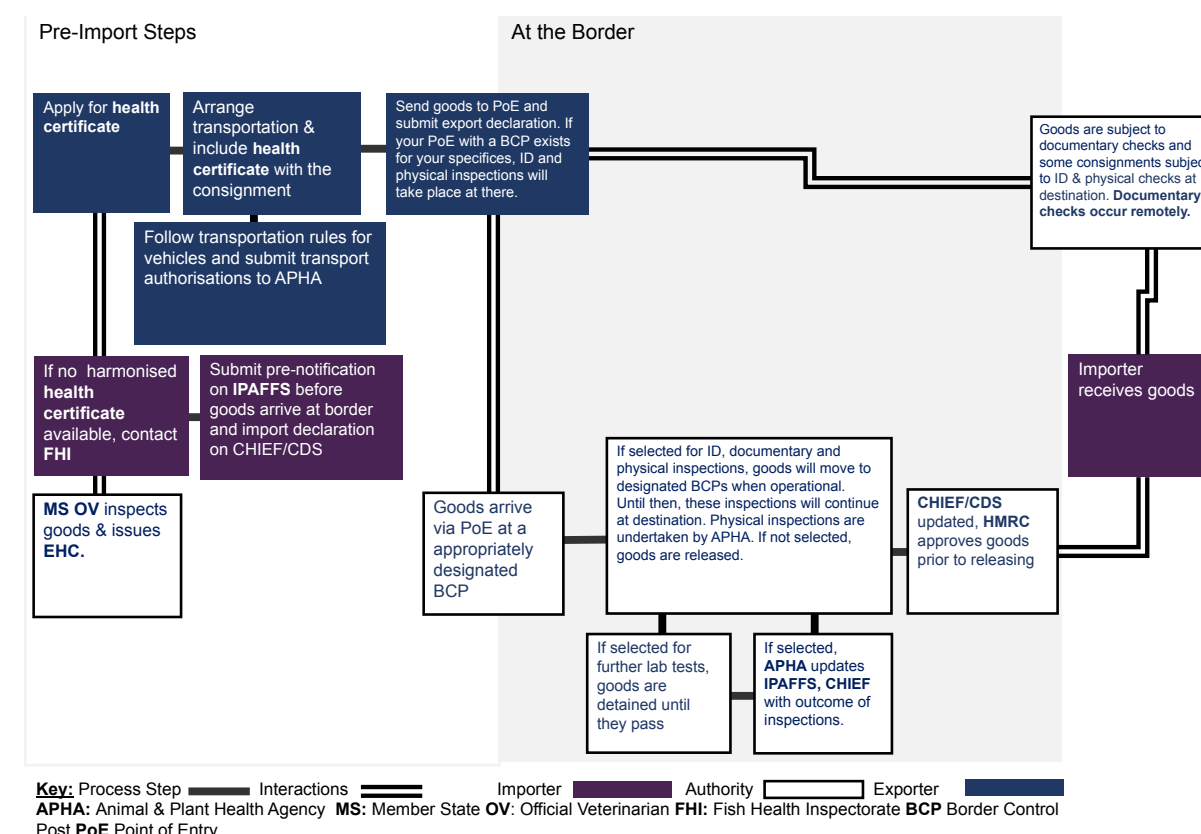 Pre-Import Steps
At the Border
Apply for health
certificate
Arrange
transportation &
include health
certificate with the
consignment
Send goods to PoE and
submit export declaration. If
your PoE with a BCP exists
for your specifices, ID and
physical inspections will
take place at there.
Goods are subject to
documentary checks and
some consignments subjec
to ID & physical checks at
destination. Documentary
checks occur remotely.
Follow transportation rules for
vehicles and submit transport
authorisations to APHA
If no harmonised
health
certificate
available, contact
FHI
Submit pre-notification
on IPAFFS before
goods arrive at border
and import declaration
on CHIEF/CDS
Importer
receives goods
MS OV inspects
goods & issues
EHC.
Goods arrive
via PoE at a
appropriately
designated
BCP
If selected for ID, documentary and
physical inspections, goods will move to
designated BCPs when operational.
Until then, these inspections will continue
at destination. Physical inspections are
undertaken by APHA. If not selected,
goods are released.
CHIEF/CDS
updated, HMRC
approves goods
prior to releasing
If selected for
further lab tests,
goods are
detained until
they pass
If selected,
APHA updates
IPAFFS, CHIEF
with outcome of
inspections.
Key: Process Step Interactions Importer Authority Exporter
APHA: Animal & Plant Health Agency MS: Member State OV: Official Veterinarian FHI: Fish Health Inspectorate BCP Border Control
Post PoE Point of Entry